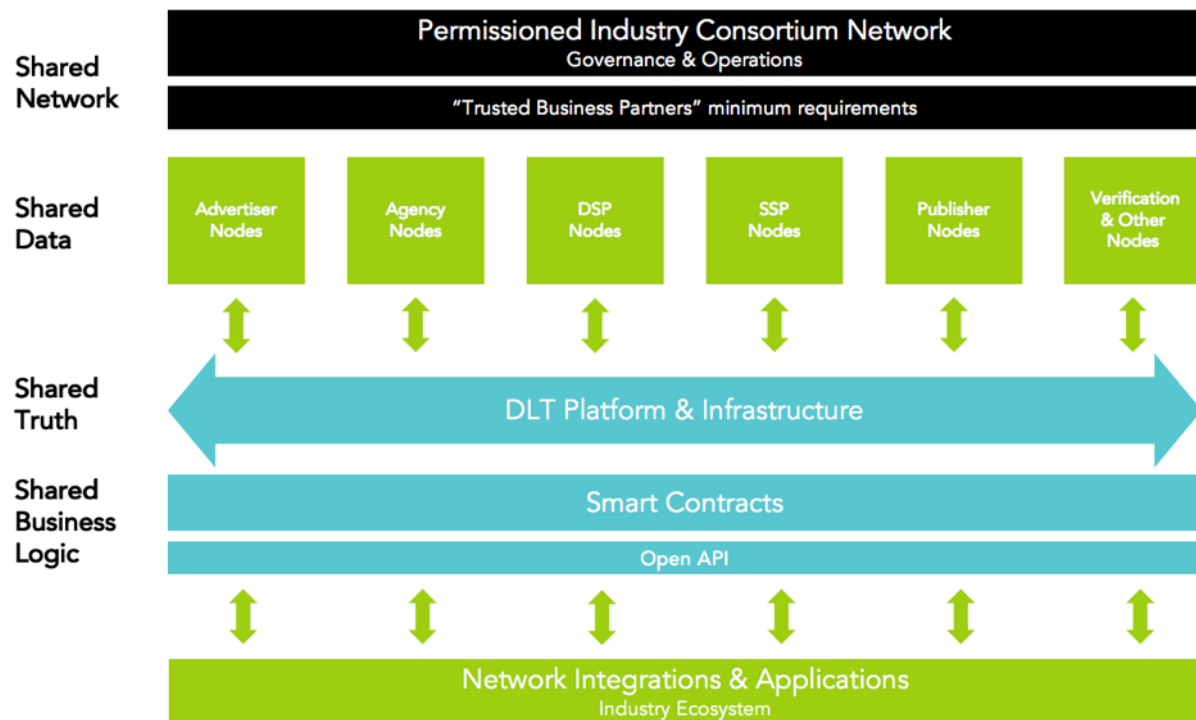 Shared
Network
Permissioned Industry Consortium Network
Governance & Operations
“Trusted Business Partners” minimum requirements
Shared
Data
Advertiser
Nodes
Agency
Nodes
DSP
Nodes
SSP
Nodes
Publisher
Nodes
Verification
& Other
Nodes
Shared
Truth
DLT Platform & Infrastructure
Shared
Business
Logic
Smart Contracts
Open API
Network Integrations & Applications
Industry Ecosystem